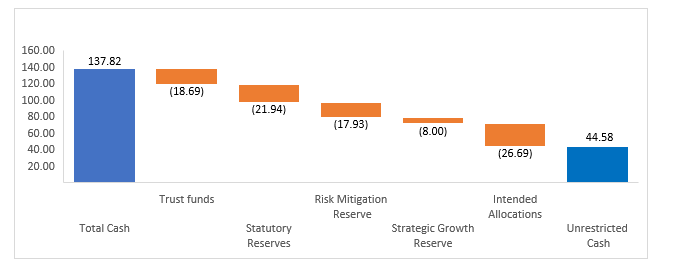 160.00
140.00
120.00
100.00
80.00
60.00
40.00
20.00
137.82
(18.69)
(21.94)
(17.93)
(8.00)
(26.69)
44.58
Trust funds
Risk Mitigation
Reserve
Intended
Allocations
Total Cash
Statutory
Reserves
Strategic Growth
Reserve
Unrestricted
Cash